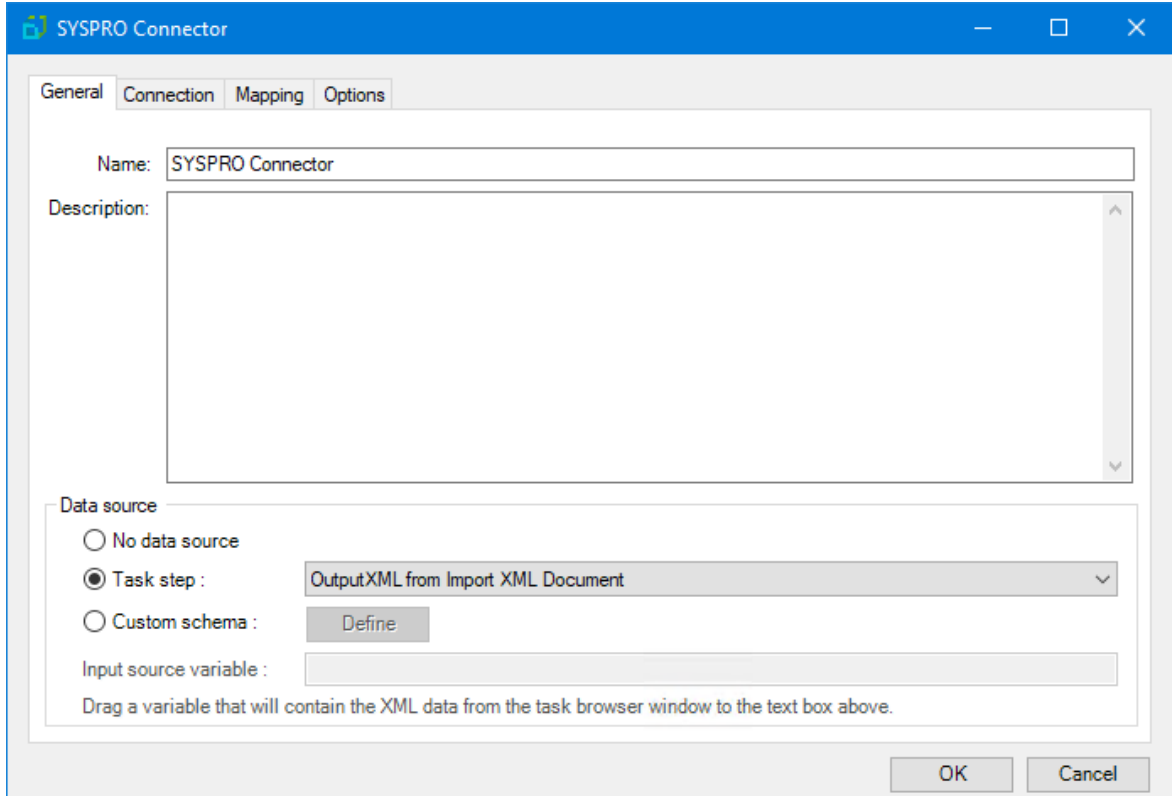 SYSPRO Connector
General Connection Mapping Options
Name: SYSPRO Connector
Description:
Data source
No data source
Task step : OutputXML from Import XML Document
Custom schema : Define
Input source variable :
Drag a variable that will contain the XML data from the task browser window to the text box above.
OK Cancel